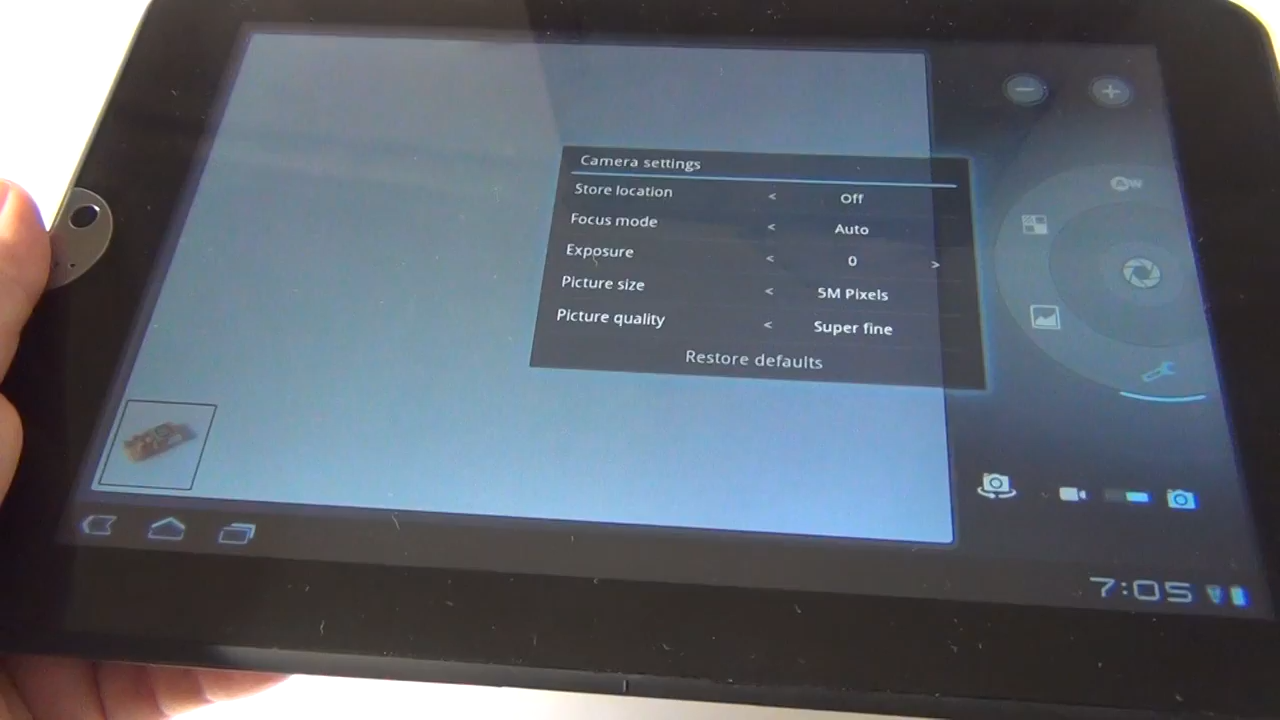 Camera settings
Store location < Off
Focus mode < Auto
Exposure < 0 >
Picture size < 5M Pixels
Picture quality < Super fine
Restore defaults
7:05